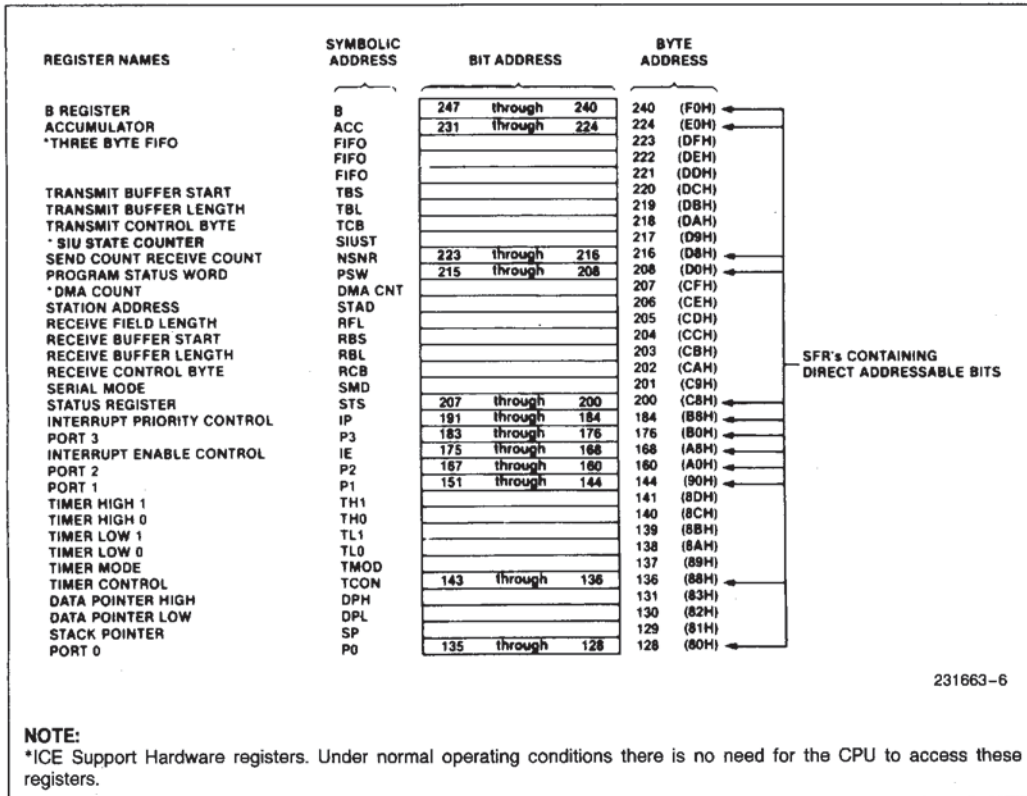 REGISTER NAMES SYMBOLIC ADDRESS BIT ADDRESS BYTE ADDRESS
B REGISTER B 247 through 240 240 (F0H)
ACCUMULATOR ACC 231 through 224 224 (E0H)
*THREE BYTE FIFO FIFO 223 (DFH)
FIFO 222 (DEH)
FIFO 221 (DDH)
TRANSMIT BUFFER START TBS 220 (DCH)
TRANSMIT BUFFER LENGTH TBL 219 (DBH)
TRANSMIT CONTROL BYTE TCB 218 (DAH)
* SIU STATE COUNTER SIUST 217 (D9H)
SEND COUNT RECEIVE COUNT NSNR 223 through 216 216 (D8H)
PROGRAM STATUS WORD PSW 215 through 208 208 (D0H)
*DMA COUNT DMA CNT 207 (CFH)
STATION ADDRESS STAD 206 (CEH)
RECEIVE FIELD LENGTH RFL 205 (CDH)
RECEIVE BUFFER START RBS 204 (CCH)
RECEIVE BUFFER LENGTH RBL 203 (CBH)
RECEIVE CONTROL BYTE RCB 202 (CAH)
SERIAL MODE SMD 201 (C9H)
STATUS REGISTER STS 207 through 200 200 (C8H)
INTERRUPT PRIORITY CONTROL IP 191 through 184 184 (B8H)
PORT 3 P3 183 through 176 176 (B0H)
INTERRUPT ENABLE CONTROL IE 175 through 168 168 (A8H)
PORT 2 P2 167 through 160 160 (A0H)
PORT 1 P1 151 through 144 144 (90H)
TIMER HIGH 1 TH1 141 (8DH)
TIMER HIGH 0 TH0 140 (8CH)
TIMER LOW 1 TL1 139 (8BH)
TIMER LOW 0 TL0 138 (8AH)
TIMER MODE TMOD 137 (89H)
TIMER CONTROL TCON 143 through 136 136 (88H)
DATA POINTER HIGH DPH 131 (83H)
DATA POINTER LOW DPL 130 (82H)
STACK POINTER SP 129 (81H)
PORT 0 P0 135 through 128 128 (80H)
SFR's CONTAINING
DIRECT ADDRESSABLE BITS
231663–6
NOTE:
*ICE Support Hardware registers. Under normal operating conditions there is no need for the CPU to access these
registers.